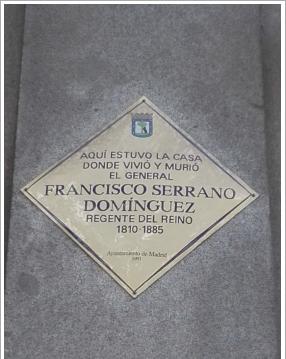 AQUÍ ESTUVO LA CASA
DONDE VIVIÓ Y MURIÓ
EL GENERAL
FRANCISCO SERRANO
DOMÍNGUEZ
REGENTE DEL REINO
1810-1885
Ayuntamiento de Madrid
1991